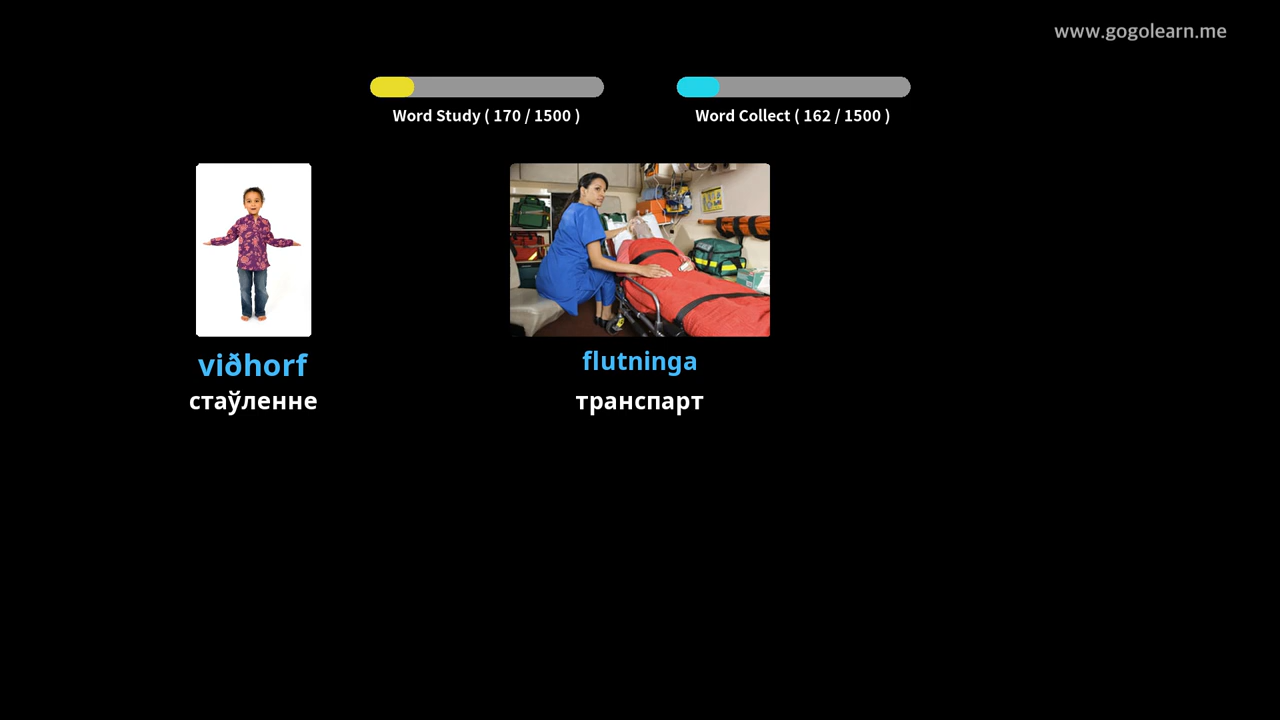 www.gogolearn.me
Word Study ( 170 / 1500 )
Word Collect ( 162 / 1500 )
viðhorf
стаўленне
flutninga
транспарт